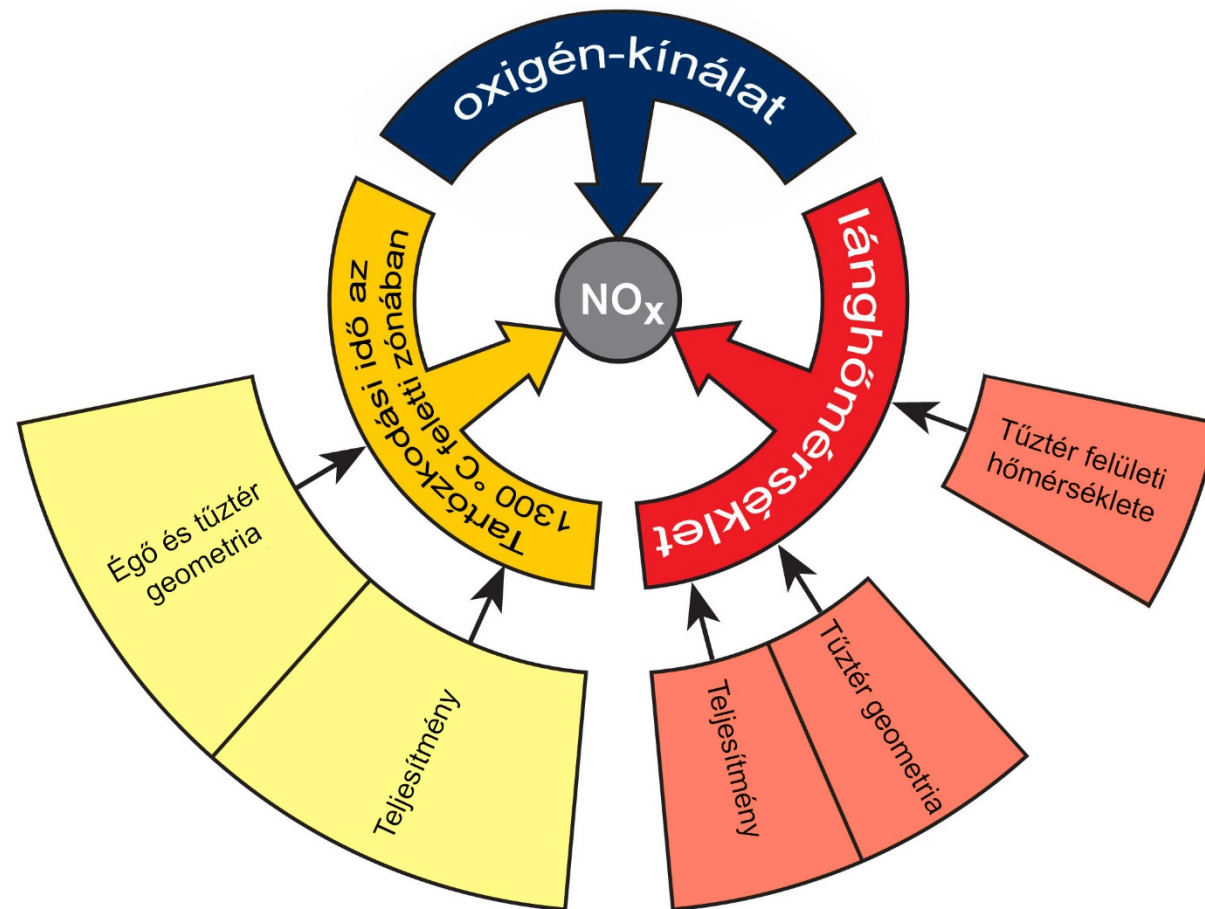 oxigén-kínálat
NOx
Tartózkodási idő az
1300 °C feletti zónában
lánghőmérséklet
Tűztér felületi
hőmérséklete
Égő és tűztér
geometria
Teljesítmény
Teljesítmény
Tűztér geometria